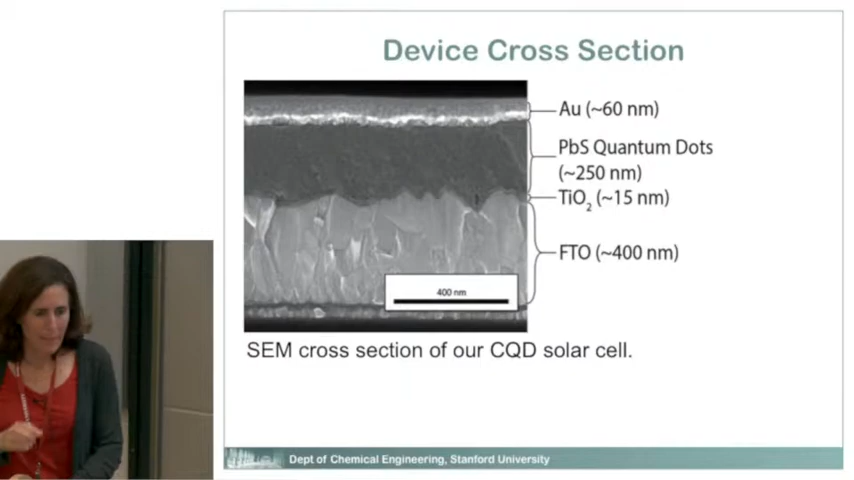 Device Cross Section
Au (~60 nm)
PbS Quantum Dots
(~250 nm)
TiO₂ (~15 nm)
FTO (~400 nm)
400 nm
SEM cross section of our CQD solar cell.
Dept of Chemical Engineering, Stanford University